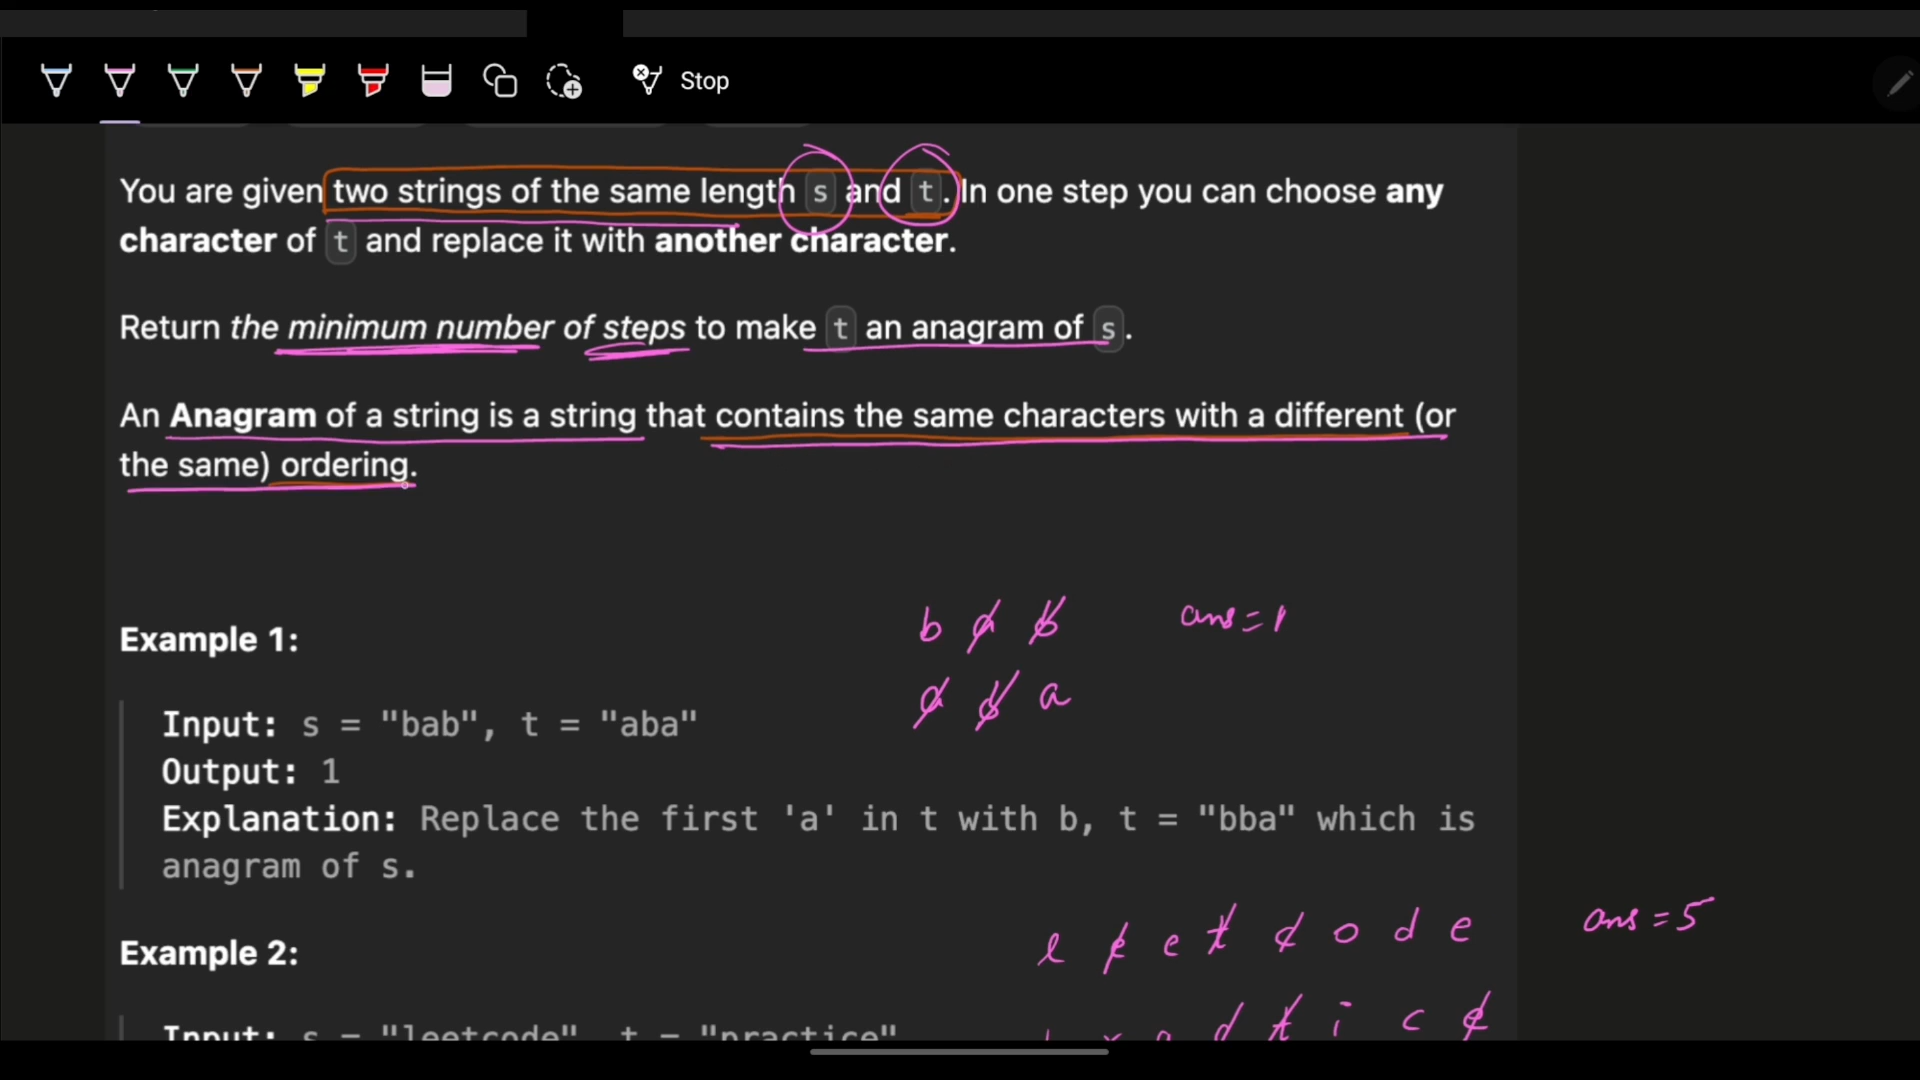 Stop
You are given two strings of the same length s and t. In one step you can choose any
character of t and replace it with another character.
Return the minimum number of steps to make t an anagram of s.
An Anagram of a string is a string that contains the same characters with a different (or
the same) ordering.
b a b ans = 1
a b a
Example 1:
Input: s = "bab", t = "aba"
Output: 1
Explanation: Replace the first 'a' in t with b, t = "bba" which is
anagram of s.
l e e t c o d e ans = 5
Example 2:
Input: s = "leetcode", t = "practice"
t i c e